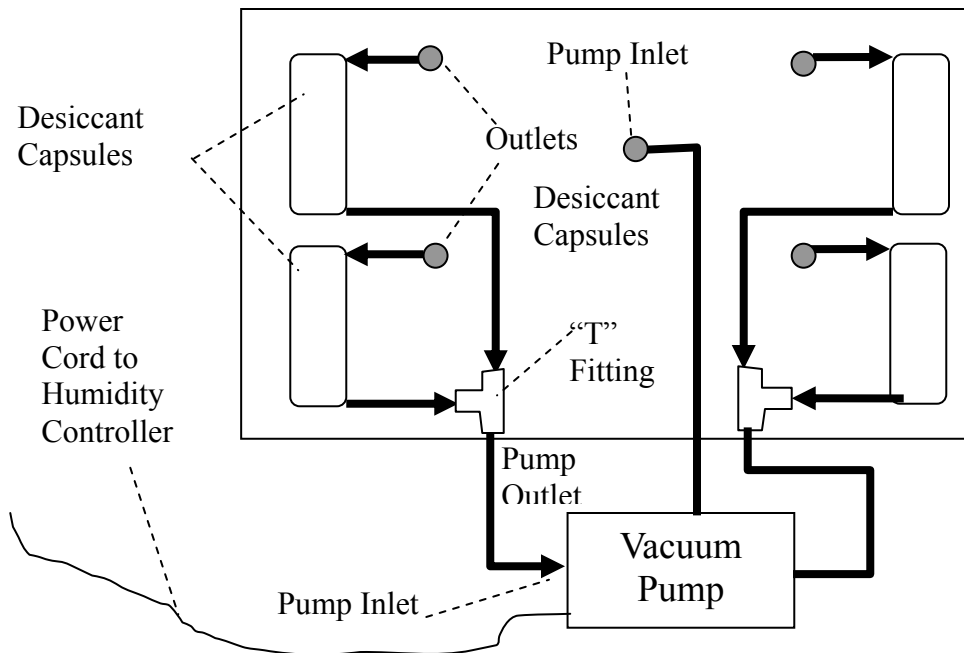 Pump Inlet
Desiccant
Capsules
Outlets
Desiccant
Capsules
Power
Cord to
Humidity
Controller
“T”
Fitting
Pump
Outlet
Vacuum
Pump
Pump Inlet